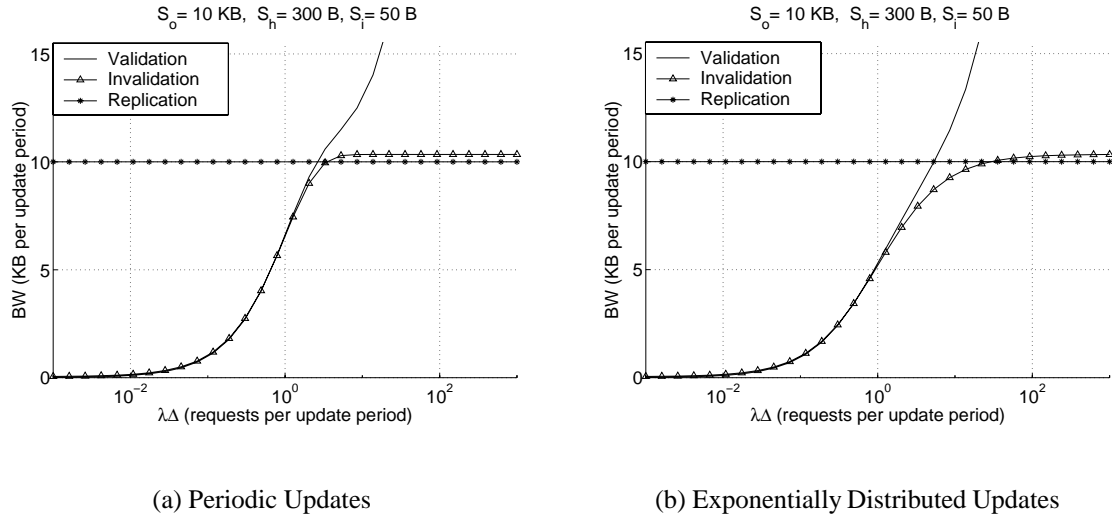 S_o= 10 KB, S_h= 300 B, S_i= 50 B
15
10
5
0
BW (KB per update period)
Validation
Invalidation
Replication
10^−2
10^0
10^2
λΔ (requests per update period)
(a) Periodic Updates
S_o= 10 KB, S_h= 300 B, S_i= 50 B
15
10
5
0
BW (KB per update period)
Validation
Invalidation
Replication
10^−2
10^0
10^2
λΔ (requests per update period)
(b) Exponentially Distributed Updates